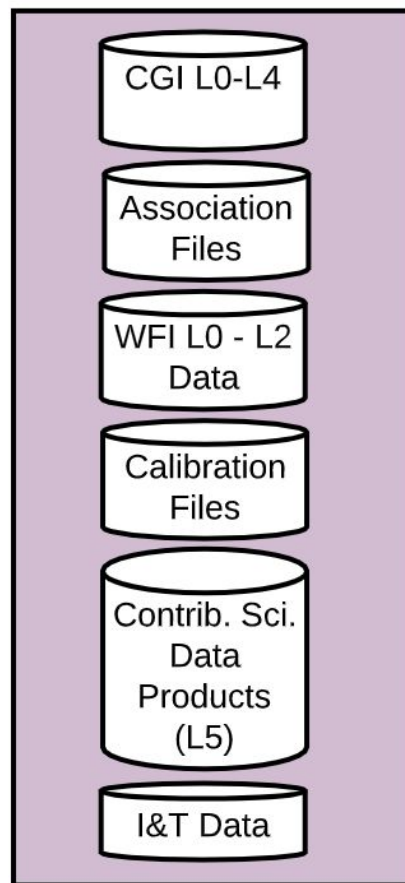 CGI L0-L4
Association
Files
WFI L0 - L2
Data
Calibration
Files
Contrib. Sci.
Data
Products
(L5)
I&T Data